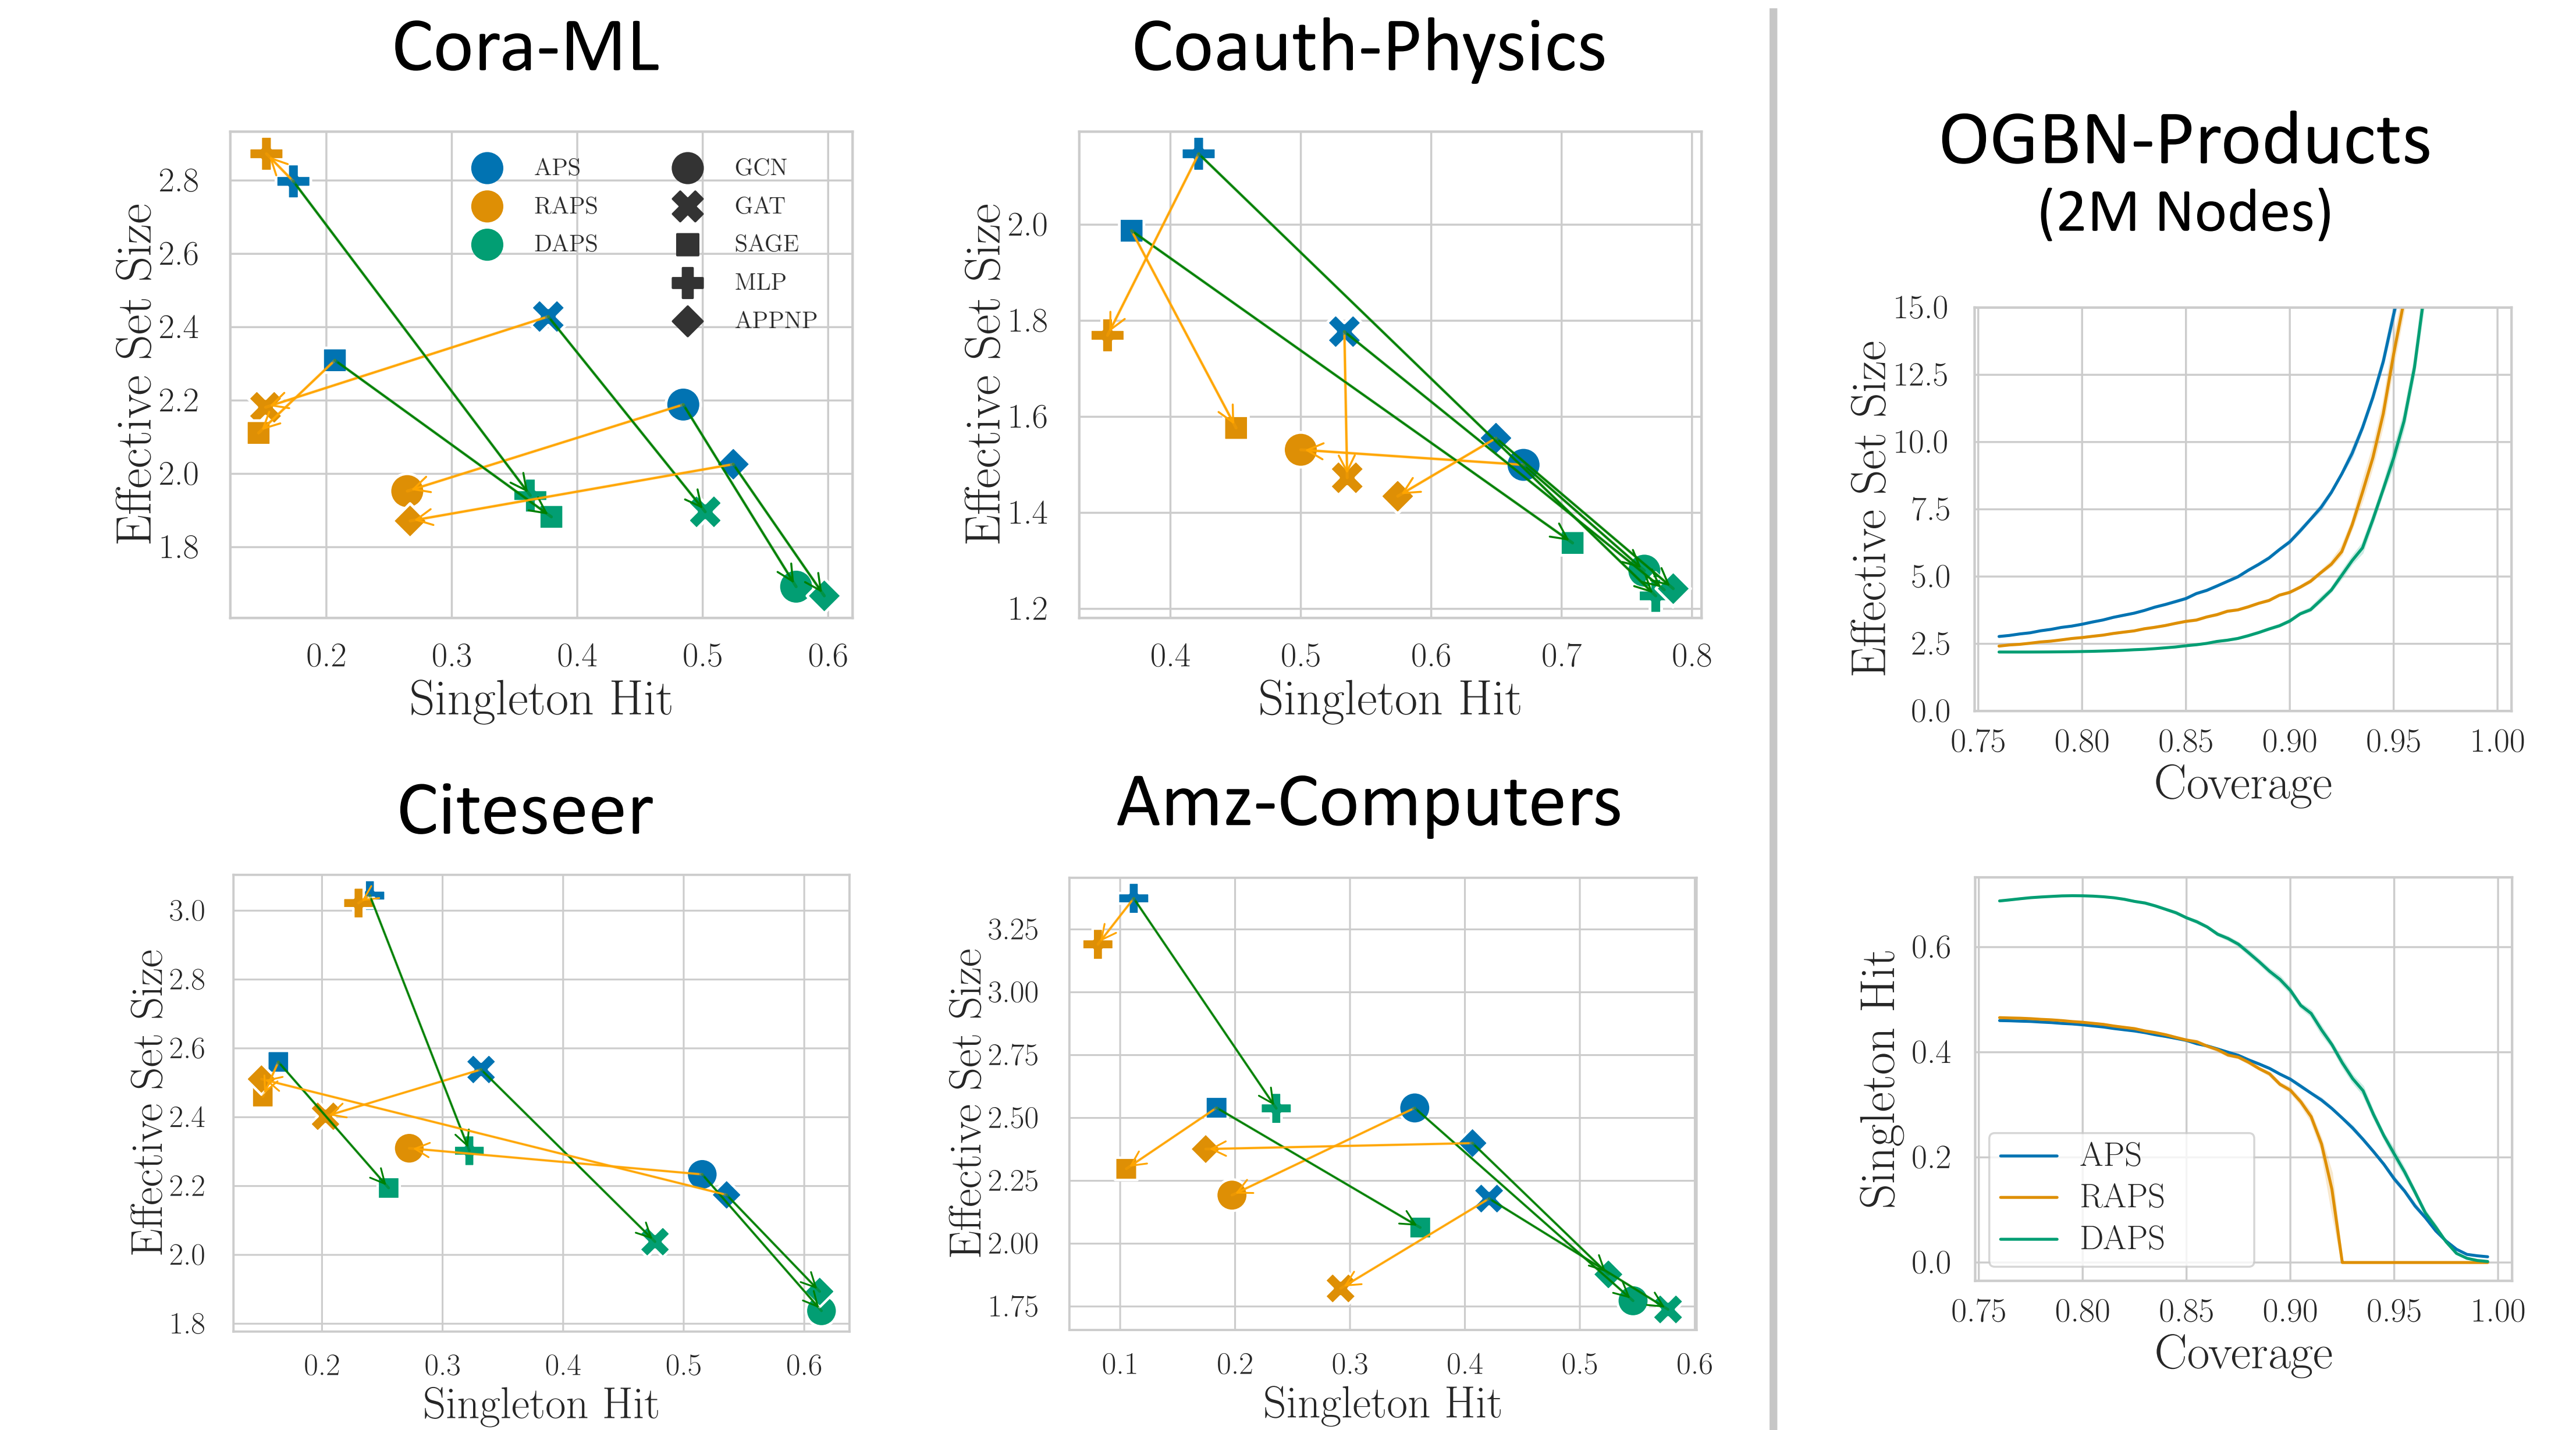 Cora-ML
2.8
2.6
2.4
2.2
2.0
1.8
Effective Set Size
APS
RAPS
DAPS
GCN
GAT
SAGE
MLP
APPNP
0.2 0.3 0.4 0.5 0.6
Singleton Hit
Coauth-Physics
2.0
1.8
1.6
1.4
1.2
Effective Set Size
0.4 0.5 0.6 0.7 0.8
Singleton Hit
Citeseer
3.0
2.8
2.6
2.4
2.2
2.0
1.8
Effective Set Size
0.2 0.3 0.4 0.5 0.6
Singleton Hit
Amz-Computers
3.25
3.00
2.75
2.50
2.25
2.00
1.75
Effective Set Size
0.1 0.2 0.3 0.4 0.5 0.6
Singleton Hit
OGBN-Products
(2M Nodes)
15.0
12.5
10.0
7.5
5.0
2.5
0.0
Effective Set Size
0.75 0.80 0.85 0.90 0.95 1.00
Coverage
0.6
0.4
0.2
0.0
Singleton Hit
APS
RAPS
DAPS
0.75 0.80 0.85 0.90 0.95 1.00
Coverage